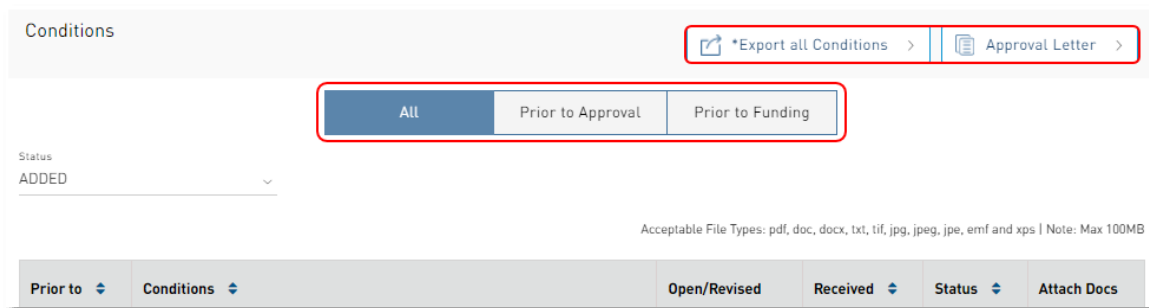 Conditions
*Export all Conditions
Approval Letter
All
Prior to Approval
Prior to Funding
Status
ADDED
Acceptable File Types: pdf, doc, docx, txt, tif, jpg, jpeg, jpe, emf and xps | Note: Max 100MB
Prior to Conditions Open/Revised Received Status Attach Docs